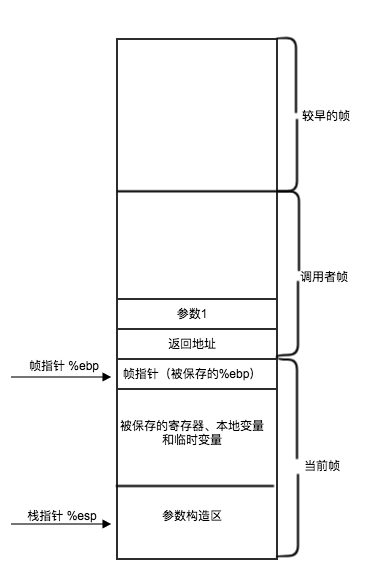 较早的帧
调用者帧
参数1
返回地址
帧指针 %ebp
帧指针（被保存的%ebp）
被保存的寄存器、本地变量
和临时变量
当前帧
栈指针 %esp
参数构造区